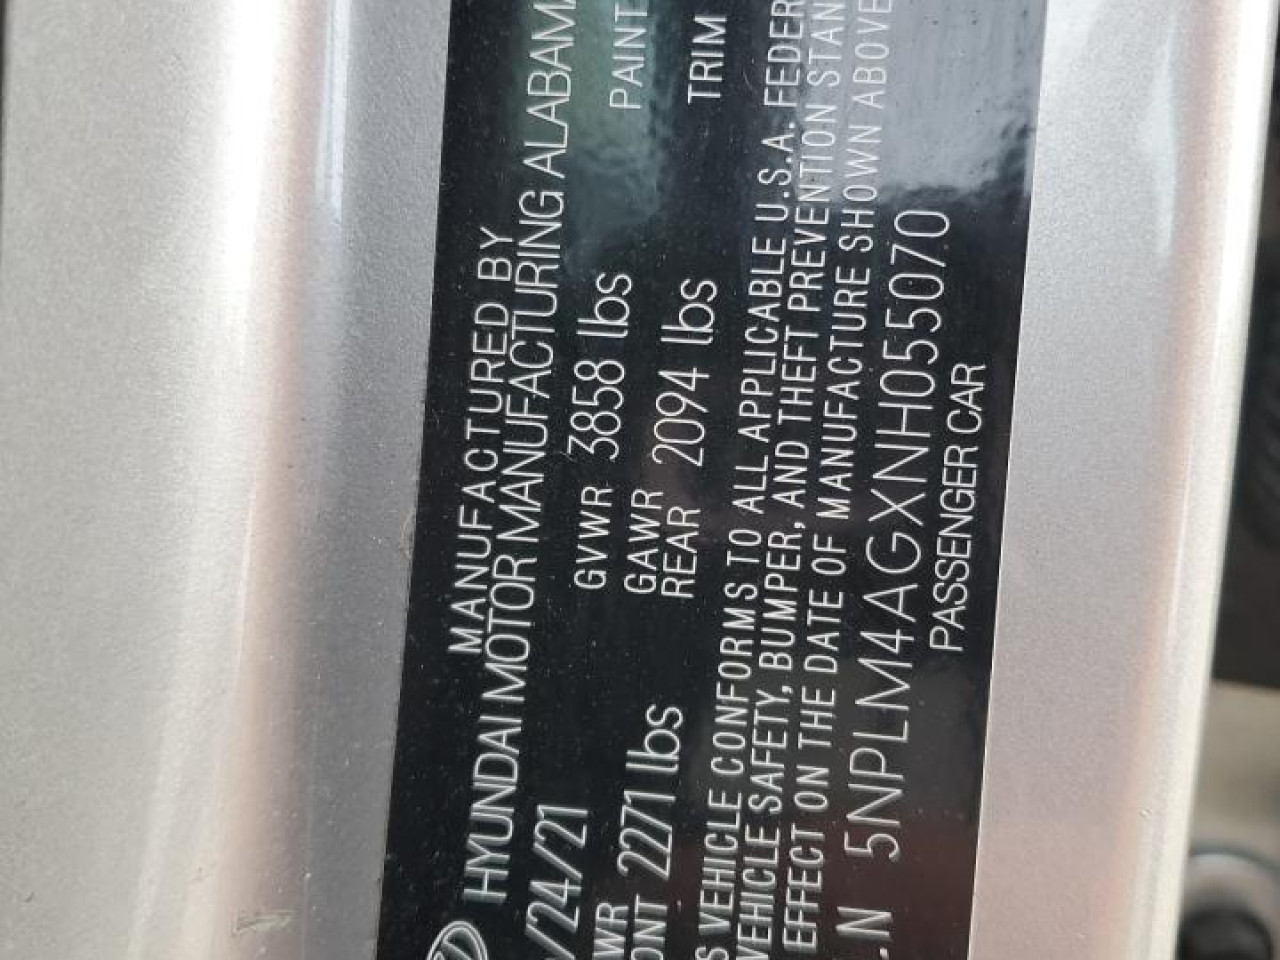 MANUFACTURED BY
HYUNDAI MOTOR MANUFACTURING ALABAMA
/24/21 GVWR 3858 lbs PAINT
WR GAWR
ONT 2271 lbs REAR 2094 lbs TRIM
S VEHICLE CONFORMS TO ALL APPLICABLE U.S.A. FEDER
VEHICLE SAFETY, BUMPER, AND THEFT PREVENTION STAN
EFFECT ON THE DATE OF MANUFACTURE SHOWN ABOVE
.N 5NPLM4AGXNH055070
PASSENGER CAR